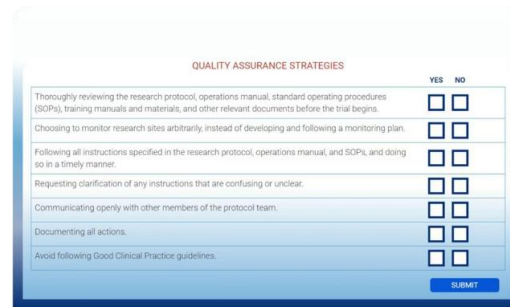 QUALITY ASSURANCE STRATEGIES
YES NO
Thoroughly reviewing the research protocol, operations manual, standard operating procedures
(SOPs), training manuals and materials, and other relevant documents before the trial begins.
Choosing to monitor research sites arbitrarily, instead of developing and following a monitoring plan.
Following all instructions specified in the research protocol, operations manual, and SOPs, and doing
so in a timely manner.
Requesting clarification of any instructions that are confusing or unclear.
Communicating openly with other members of the protocol team.
Documenting all actions.
Avoid following Good Clinical Practice guidelines.
SUBMIT